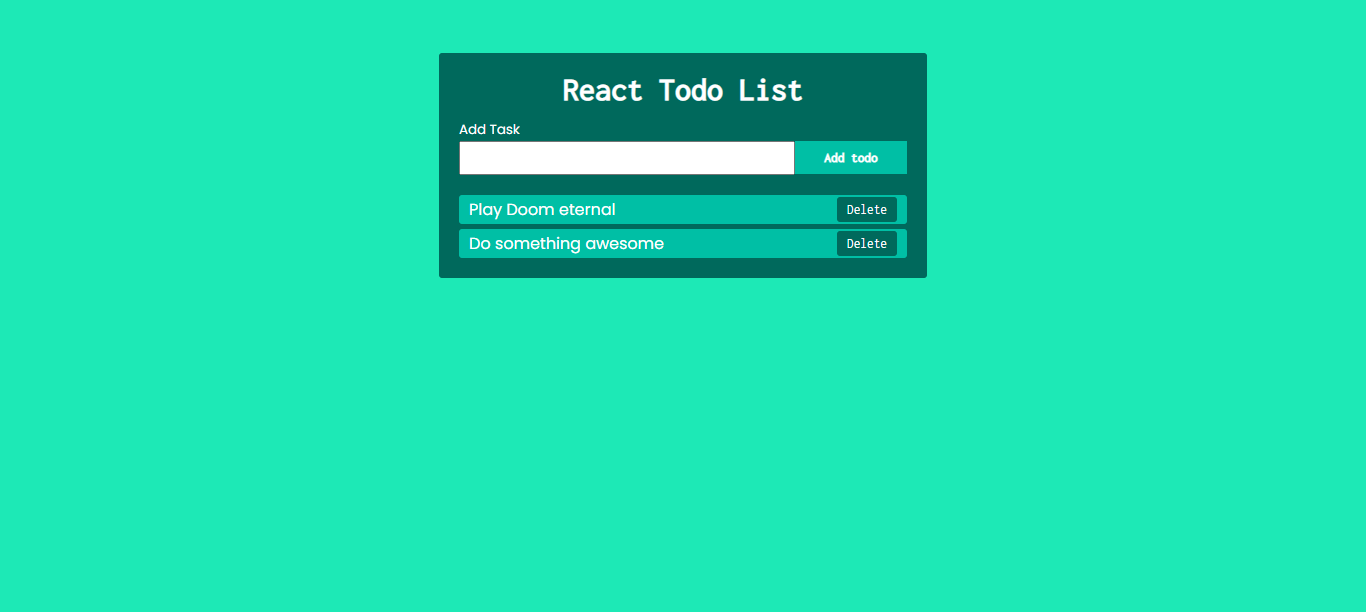 React Todo List
Add Task
Add todo
Play Doom eternal Delete
Do something awesome Delete